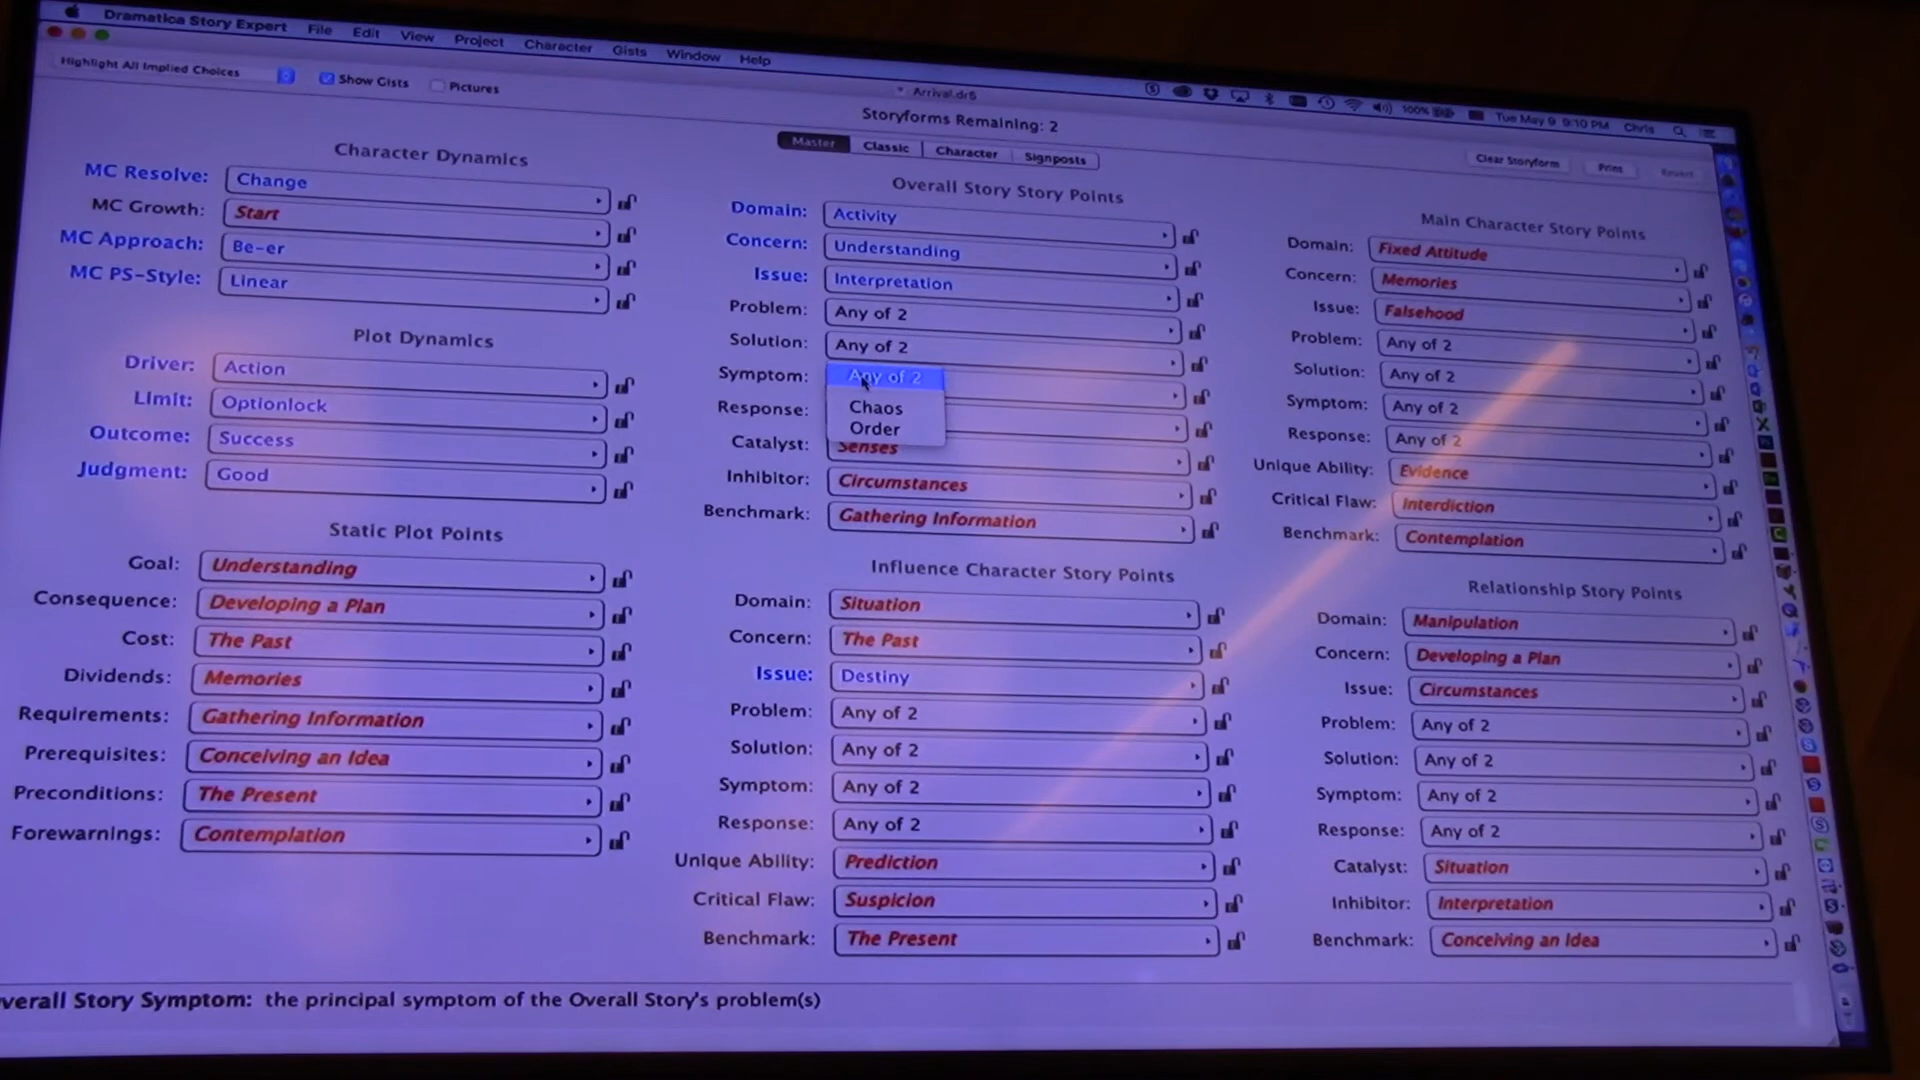 Dramatica Story Expert File Edit View Project Character Gists Window Help
100% Tue May 9 9:10 PM Chris
Highlight All Implied Choices Show Gists Pictures
Arrival.dr6
Storyforms Remaining: 2
Master Classic Character Signposts
Clear Storyform Print Revert
Character Dynamics
MC Resolve: Change
MC Growth: Start
MC Approach: Be-er
MC PS-Style: Linear
Plot Dynamics
Driver: Action
Limit: Optionlock
Outcome: Success
Judgment: Good
Static Plot Points
Goal: Understanding
Consequence: Developing a Plan
Cost: The Past
Dividends: Memories
Requirements: Gathering Information
Prerequisites: Conceiving an Idea
Preconditions: The Present
Forewarnings: Contemplation
Overall Story Story Points
Domain: Activity
Concern: Understanding
Issue: Interpretation
Problem: Any of 2
Solution: Any of 2
Symptom: Any of 2
Chaos
Order
Response:
Catalyst: Senses
Inhibitor: Circumstances
Benchmark: Gathering Information
Influence Character Story Points
Domain: Situation
Concern: The Past
Issue: Destiny
Problem: Any of 2
Solution: Any of 2
Symptom: Any of 2
Response: Any of 2
Unique Ability: Prediction
Critical Flaw: Suspicion
Benchmark: The Present
Main Character Story Points
Domain: Fixed Attitude
Concern: Memories
Issue: Falsehood
Problem: Any of 2
Solution: Any of 2
Symptom: Any of 2
Response: Any of 2
Unique Ability: Evidence
Critical Flaw: Interdiction
Benchmark: Contemplation
Relationship Story Points
Domain: Manipulation
Concern: Developing a Plan
Issue: Circumstances
Problem: Any of 2
Solution: Any of 2
Symptom: Any of 2
Response: Any of 2
Catalyst: Situation
Inhibitor: Interpretation
Benchmark: Conceiving an Idea
verall Story Symptom: the principal symptom of the Overall Story's problem(s)